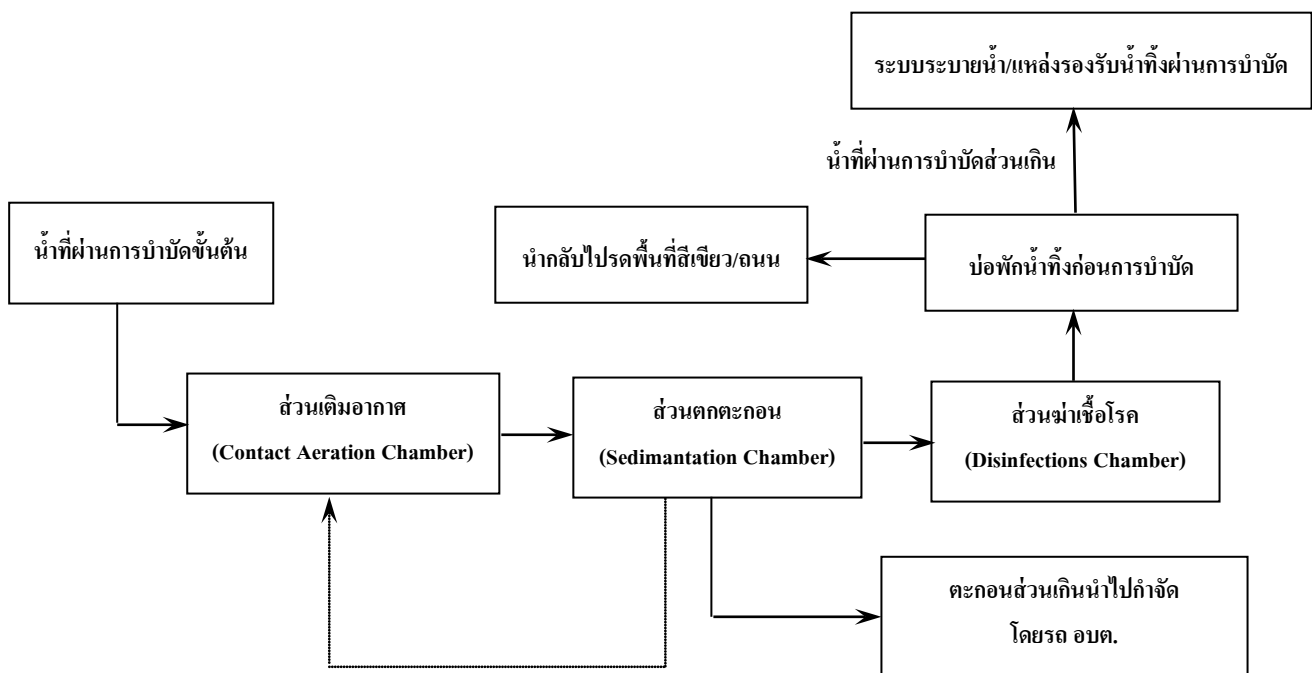 ระบบระบายน้ำ/แหล่งรองรับน้ำทิ้งผ่านการบำบัด
น้ำที่ผ่านการบำบัดส่วนเกิน
น้ำที่ผ่านการบำบัดขั้นต้น
นำกลับไปรดพื้นที่สีเขียว/ถนน
บ่อพักน้ำทิ้งก่อนการบำบัด
ส่วนเติมอากาศ
(Contact Aeration Chamber)
ส่วนตกตะกอน
(Sedimantation Chamber)
ส่วนฆ่าเชื้อโรค
(Disinfections Chamber)
ตะกอนส่วนเกินนำไปกำจัด
โดยรถ อบต.